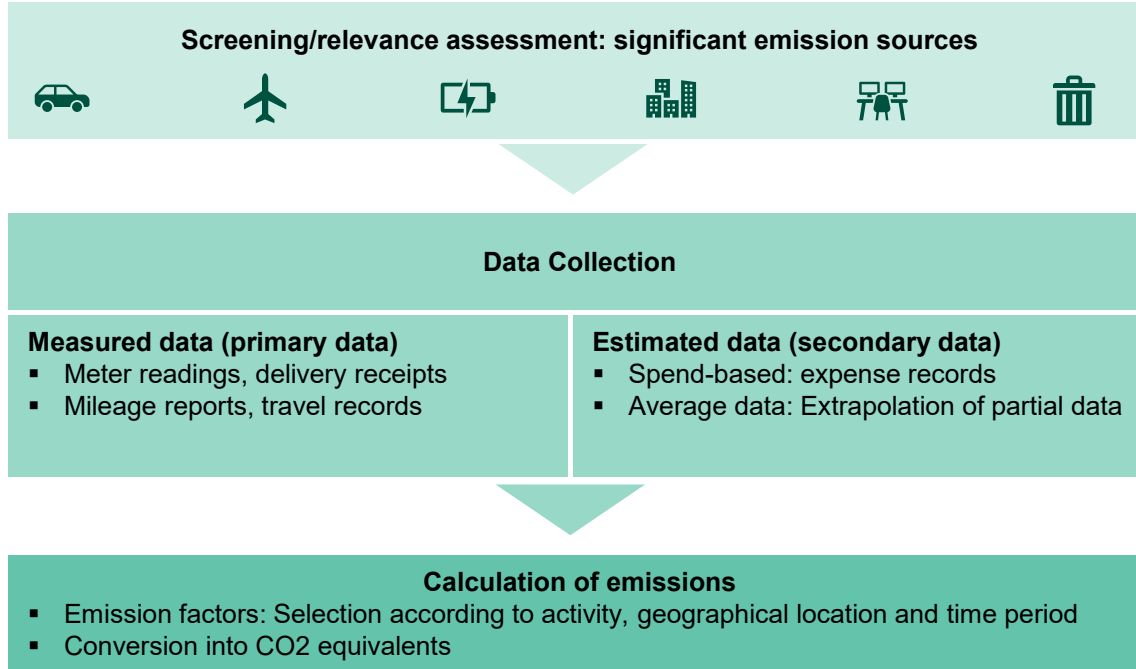 Screening/relevance assessment: significant emission sources
Data Collection
Measured data (primary data)
▪ Meter readings, delivery receipts
▪ Mileage reports, travel records
Estimated data (secondary data)
▪ Spend-based: expense records
▪ Average data: Extrapolation of partial data
Calculation of emissions
▪ Emission factors: Selection according to activity, geographical location and time period
▪ Conversion into CO2 equivalents